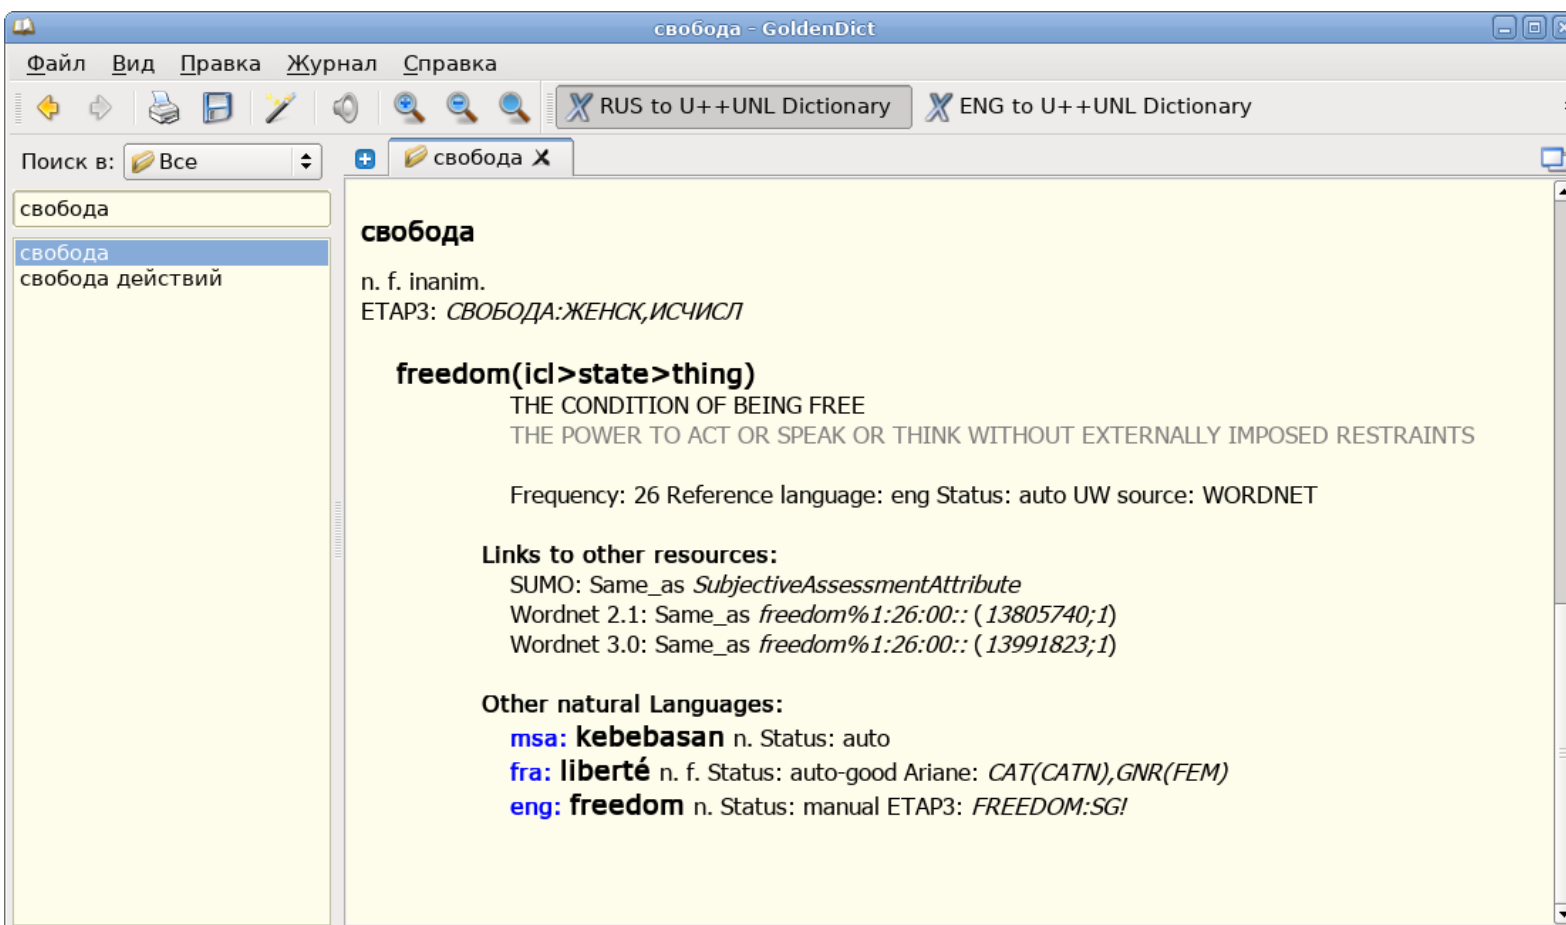 свобода - GoldenDict
Файл Вид Правка Журнал Справка
RUS to U++UNL Dictionary ENG to U++UNL Dictionary
Поиск в: Все
свобода
свобода
свобода
свобода действий
свобода
n. f. inanim.
ETAP3: СВОБОДА:ЖЕНСК,ИСЧИСЛ
freedom(icl>state>thing)
THE CONDITION OF BEING FREE
THE POWER TO ACT OR SPEAK OR THINK WITHOUT EXTERNALLY IMPOSED RESTRAINTS
Frequency: 26 Reference language: eng Status: auto UW source: WORDNET
Links to other resources:
SUMO: Same_as SubjectiveAssessmentAttribute
Wordnet 2.1: Same_as freedom%1:26:00:: (13805740;1)
Wordnet 3.0: Same_as freedom%1:26:00:: (13991823;1)
Other natural Languages:
msa: kebebasan n. Status: auto
fra: liberté n. f. Status: auto-good Ariane: CAT(CATN),GNR(FEM)
eng: freedom n. Status: manual ETAP3: FREEDOM:SG!